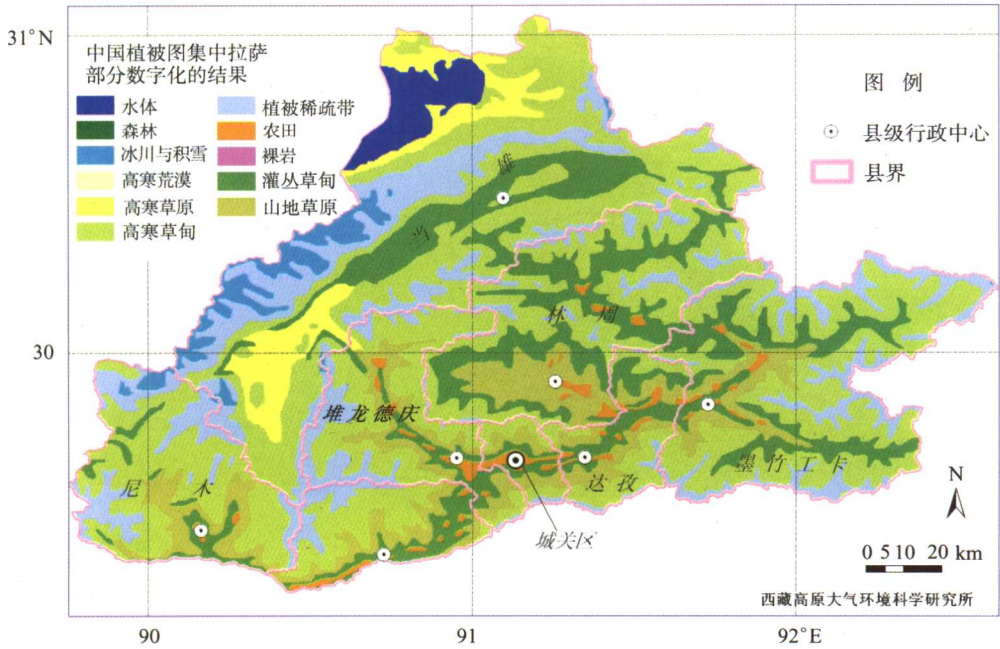 31°N
30
90
91
92°E
中国植被图集中拉萨
部分数字化的结果
水体
森林
冰川与积雪
高寒荒漠
高寒草原
高寒草甸
植被稀疏带
农田
裸岩
灌丛草甸
山地草原
图 例
县级行政中心
县界
当 雄
林 周
堆龙德庆
尼 木
达孜
墨竹工卡
城关区
N
0 5 10 20 km
西藏高原大气环境科学研究所